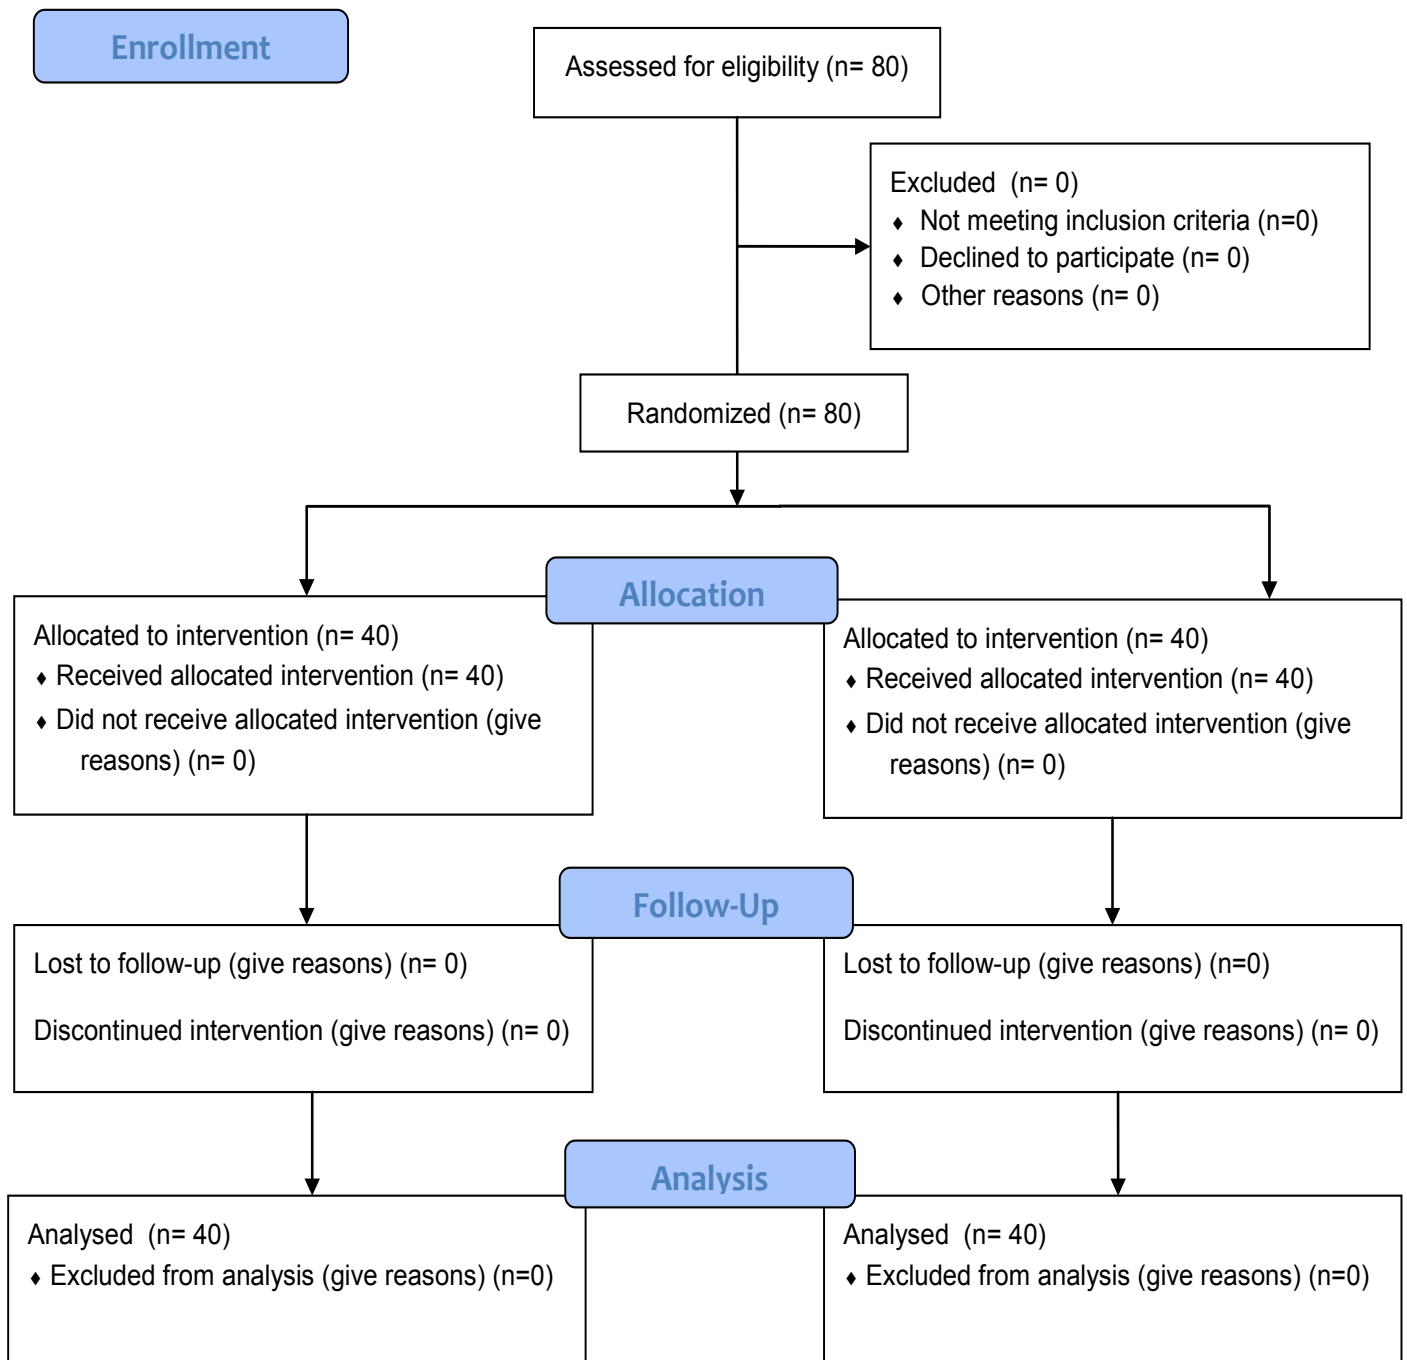 Enrollment
Assessed for eligibility (n= 80)
Excluded (n= 0)
♦ Not meeting inclusion criteria (n=0)
♦ Declined to participate (n= 0)
♦ Other reasons (n= 0)
Randomized (n= 80)
Allocation
Allocated to intervention (n= 40)
♦ Received allocated intervention (n= 40)
♦ Did not receive allocated intervention (give
reasons) (n= 0)
Allocated to intervention (n= 40)
♦ Received allocated intervention (n= 40)
♦ Did not receive allocated intervention (give
reasons) (n= 0)
Follow-Up
Lost to follow-up (give reasons) (n= 0)
Discontinued intervention (give reasons) (n= 0)
Lost to follow-up (give reasons) (n=0)
Discontinued intervention (give reasons) (n= 0)
Analysis
Analysed (n= 40)
♦ Excluded from analysis (give reasons) (n=0)
Analysed (n= 40)
♦ Excluded from analysis (give reasons) (n=0)